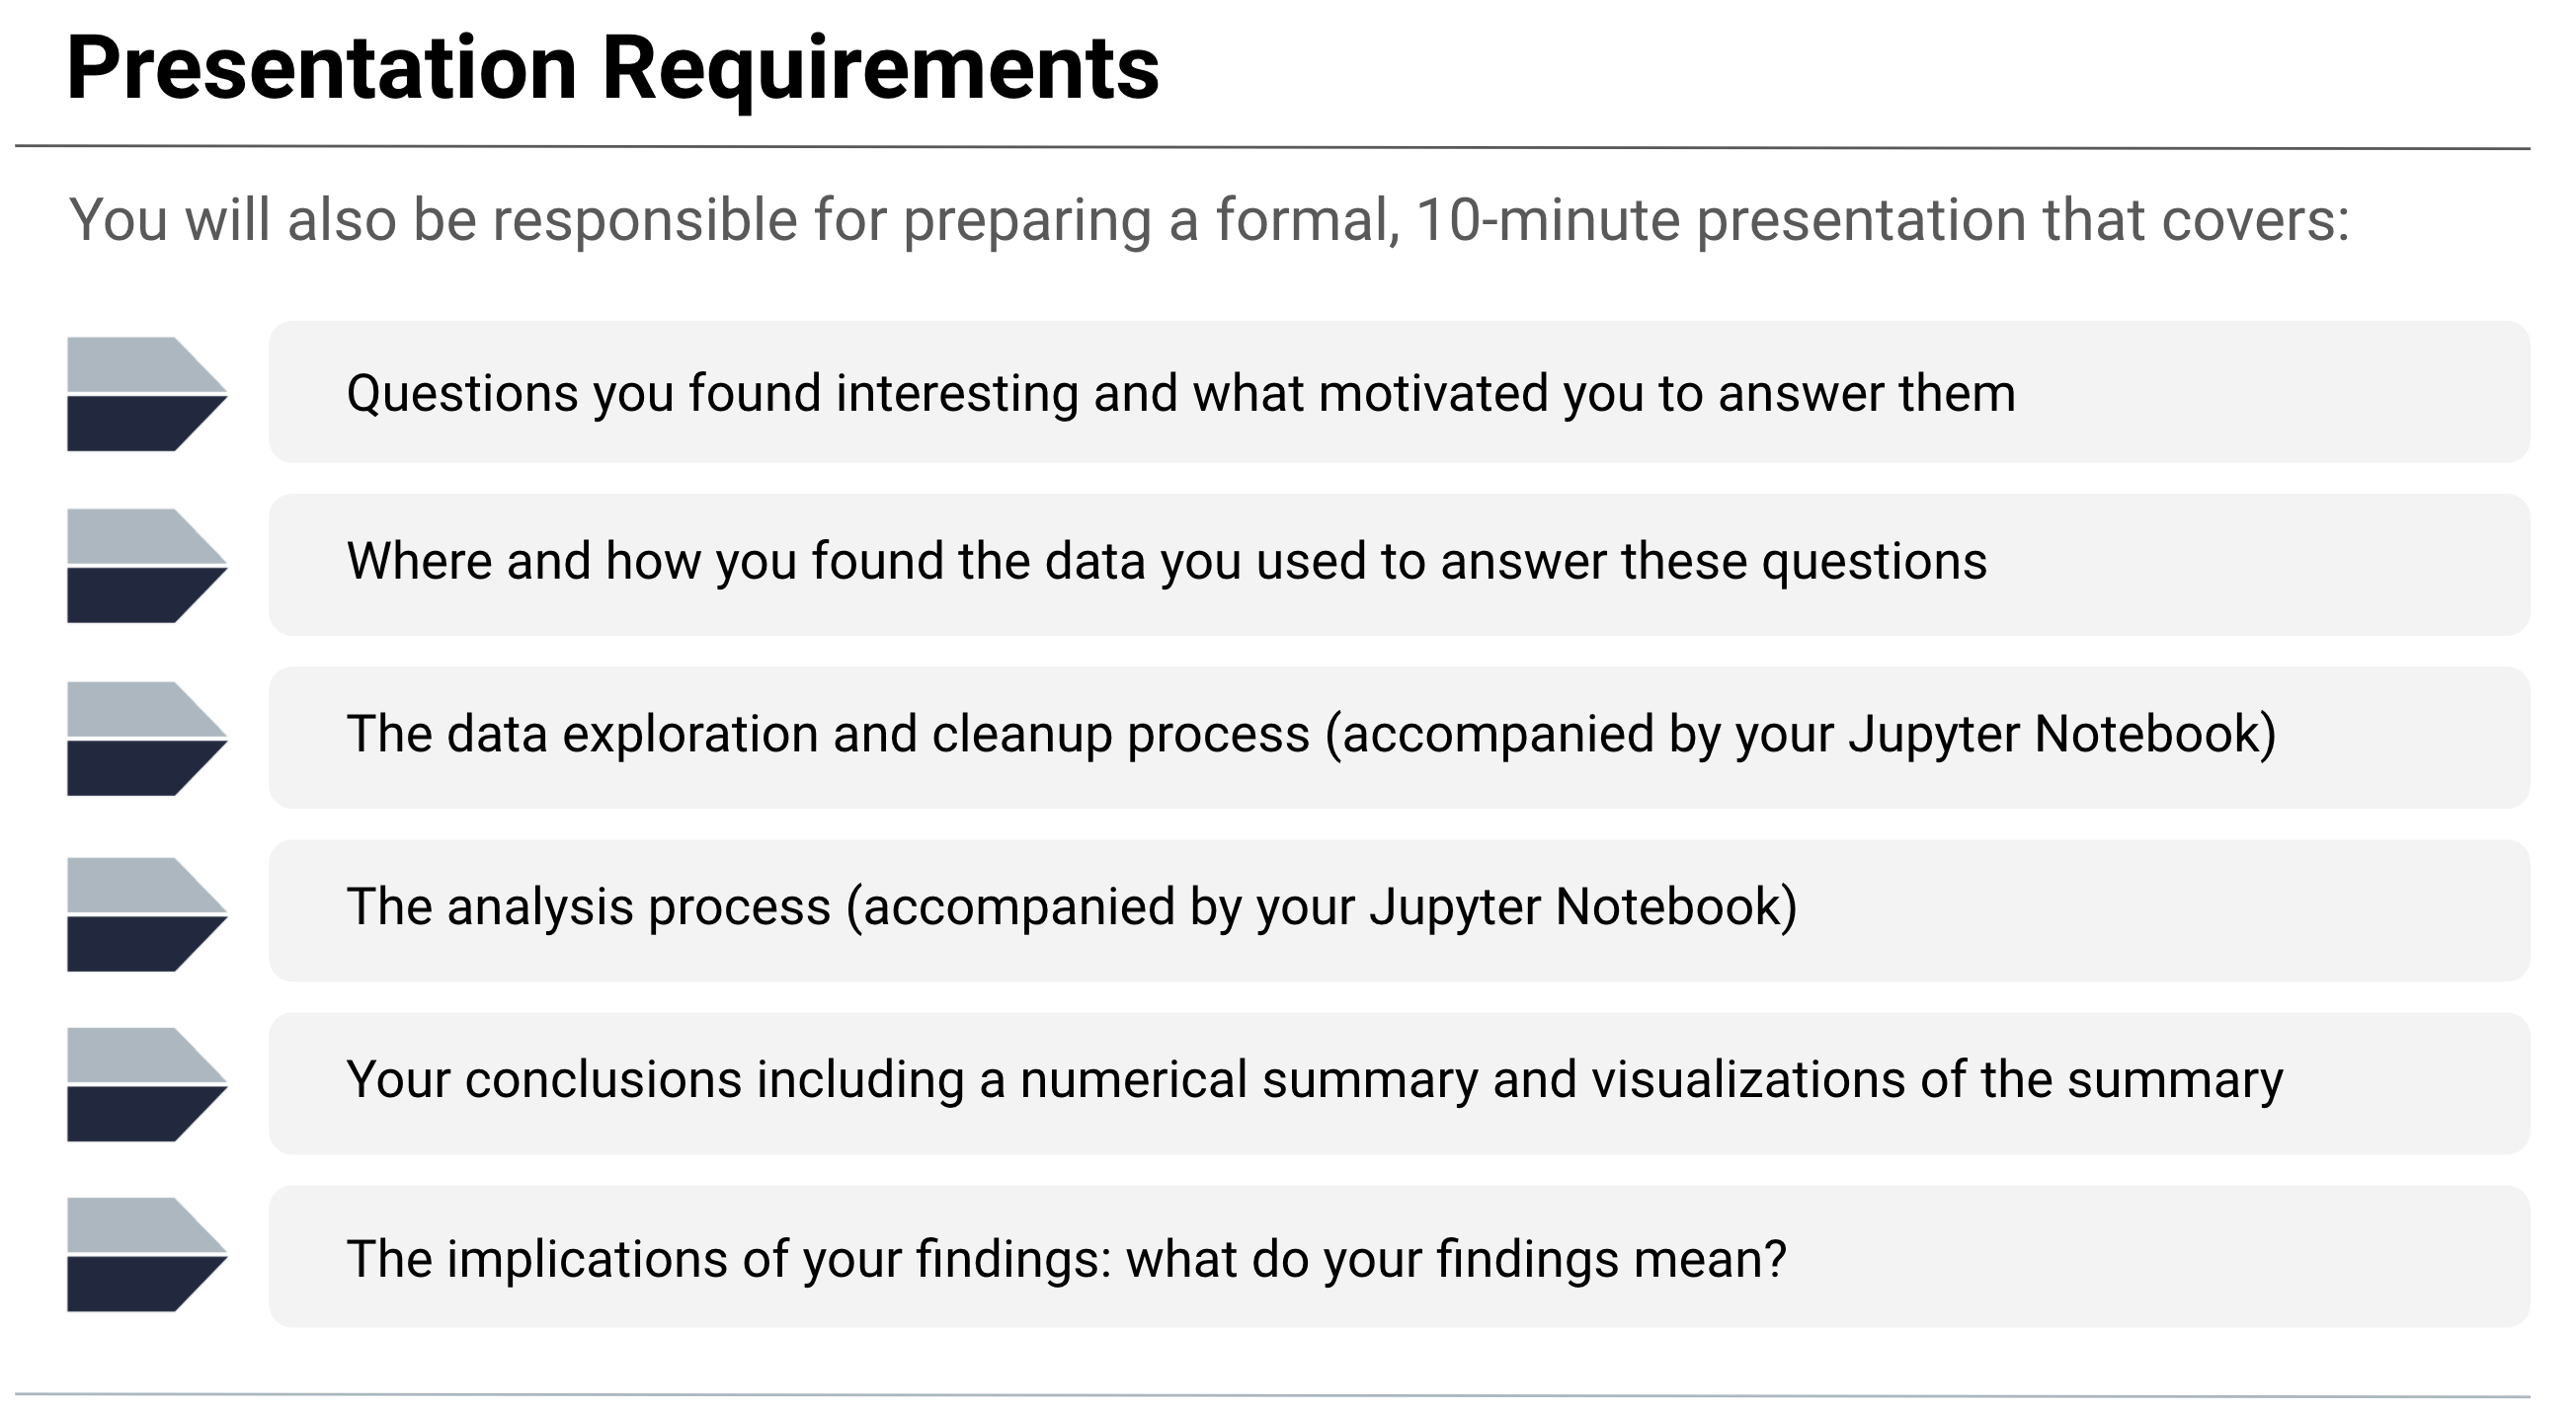 Presentation Requirements
You will also be responsible for preparing a formal, 10-minute presentation that covers:
Questions you found interesting and what motivated you to answer them
Where and how you found the data you used to answer these questions
The data exploration and cleanup process (accompanied by your Jupyter Notebook)
The analysis process (accompanied by your Jupyter Notebook)
Your conclusions including a numerical summary and visualizations of the summary
The implications of your findings: what do your findings mean?